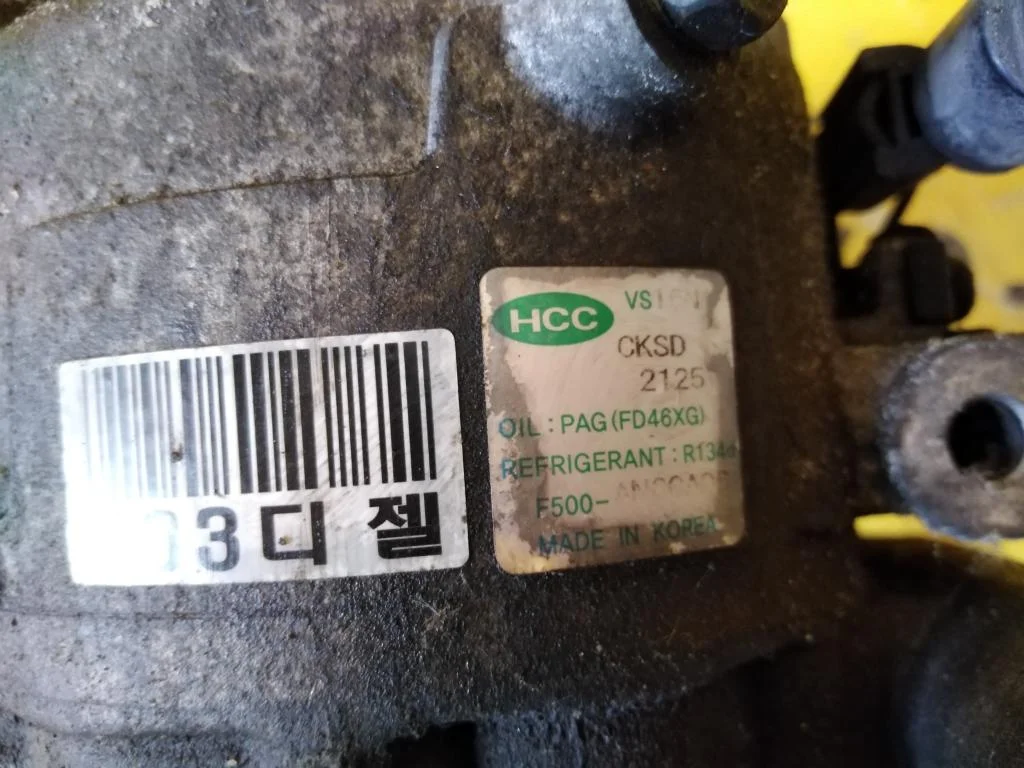 3디젤
HCC
CKSD
2125
OIL : PAG (FD46XG)
REFRIGERANT : R134a
F500-
MADE IN KOREA